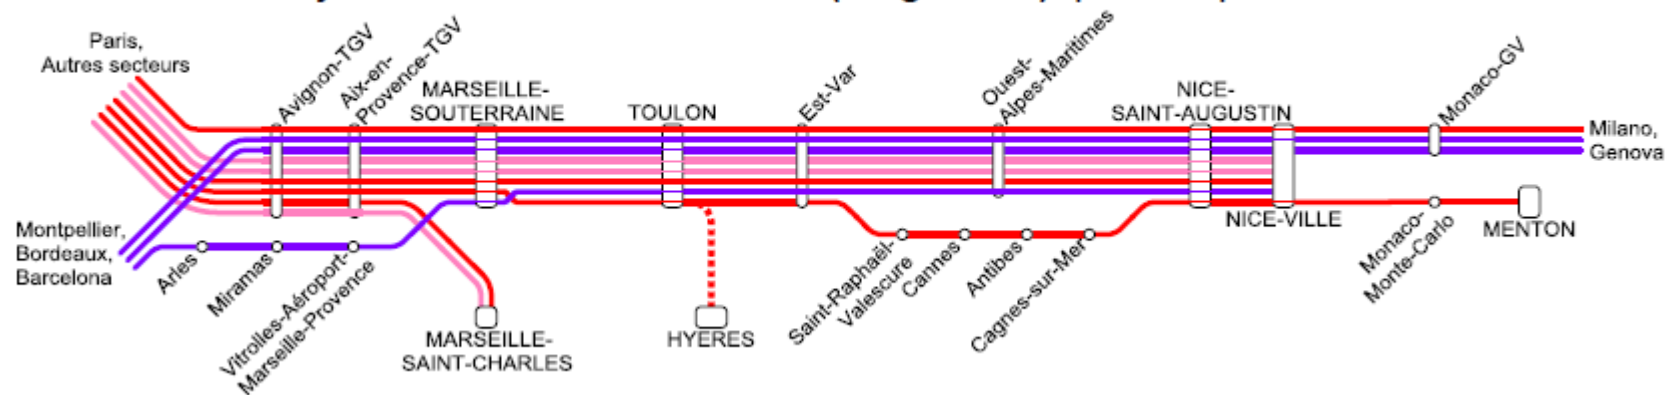 Paris,
Autres secteurs
Avignon-TGV
Aix-en-
Provence-TGV
MARSEILLE-
SOUTERRAINE
TOULON
Est-Var
Ouest-
Alpes-Maritimes
NICE-
SAINT-AUGUSTIN
Monaco-GV
Milano,
Genova
Montpellier,
Bordeaux,
Barcelona
Arles
Miramas
Vitrolles-Aéroport-
Marseille-Provence
MARSEILLE-
SAINT-CHARLES
HYERES
Saint-Raphaël-
Valescure
Cannes
Antibes
Cagnes-sur-Mer
NICE-VILLE
Monaco-
Monte-Carlo
MENTON